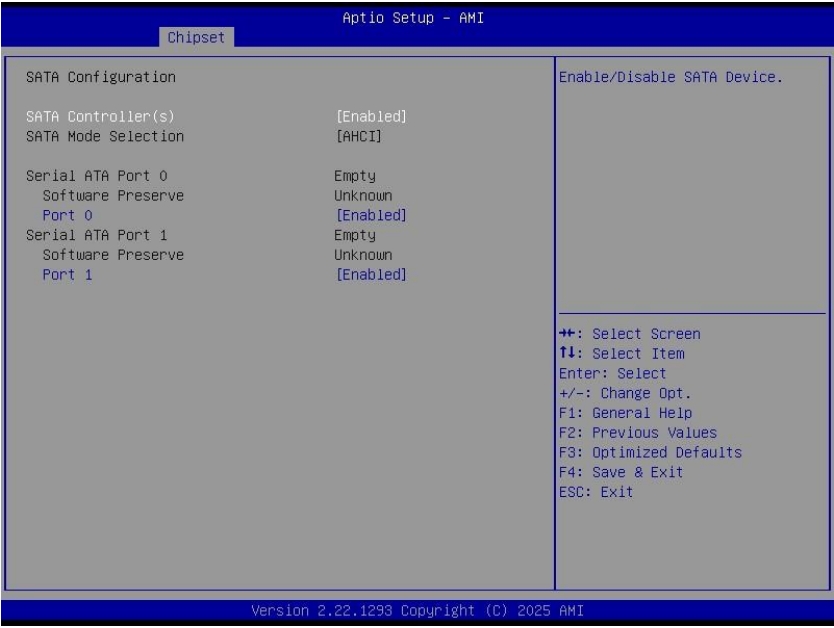 Aptio Setup - AMI
Chipset
SATA Configuration
SATA Controller(s) [Enabled]
SATA Mode Selection [AHCI]
Serial ATA Port 0 Empty
Software Preserve Unknown
Port 0 [Enabled]
Serial ATA Port 1 Empty
Software Preserve Unknown
Port 1 [Enabled]
Enable/Disable SATA Device.
→←: Select Screen
↑↓: Select Item
Enter: Select
+/-: Change Opt.
F1: General Help
F2: Previous Values
F3: Optimized Defaults
F4: Save & Exit
ESC: Exit
Version 2.22.1293 Copyright (C) 2025 AMI